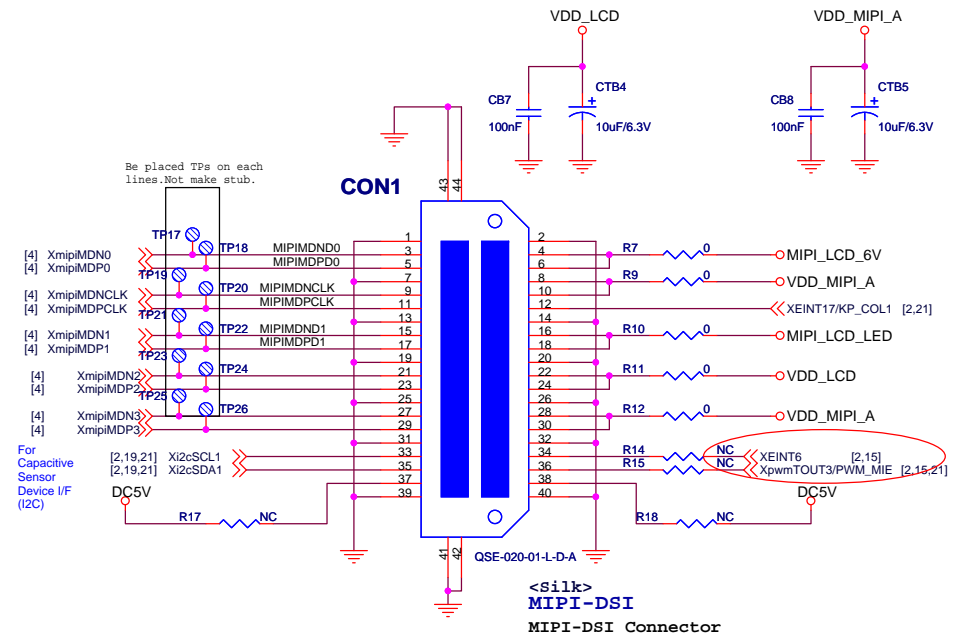 VDD_LCD VDD_MIPI_A
CB7 100nF CTB4 + 10uF/6.3V
CB8 100nF CTB5 + 10uF/6.3V
Be placed TPs on each
lines.Not make stub.
CON1
43 44
TP17
TP18
[4] XmipiMDN0 MIPIMDND0
[4] XmipiMDP0 MIPIMDPD0
TP19
TP20
[4] XmipiMDNCLK MIPIMDNCLK
[4] XmipiMDPCLK MIPIMDPCLK
TP21
TP22
[4] XmipiMDN1 MIPIMDND1
[4] XmipiMDP1 MIPIMDPD1
TP23
TP24
[4] XmipiMDN2
[4] XmipiMDP2
TP25
TP26
[4] XmipiMDN3
[4] XmipiMDP3
For
Capacitive
Sensor
Device I/F
(I2C)
[2,19,21] Xi2cSCL1
[2,19,21] Xi2cSDA1
DC5V
R17 NC
1 2
3 4
5 6
7 8
9 10
11 12
13 14
15 16
17 18
19 20
21 22
23 24
25 26
27 28
29 30
31 32
33 34
35 36
37 38
39 40
41 42
R7 0 MIPI_LCD_6V
R9 0 VDD_MIPI_A
XEINT17/KP_COL1 [2,21]
R10 0 MIPI_LCD_LED
R11 0 VDD_LCD
R12 0 VDD_MIPI_A
R14 NC XEINT6 [2,15]
R15 NC XpwmTOUT3/PWM_MIE [2,15,21]
DC5V
R18 NC
QSE-020-01-L-D-A
<Silk>
MIPI-DSI
MIPI-DSI Connector